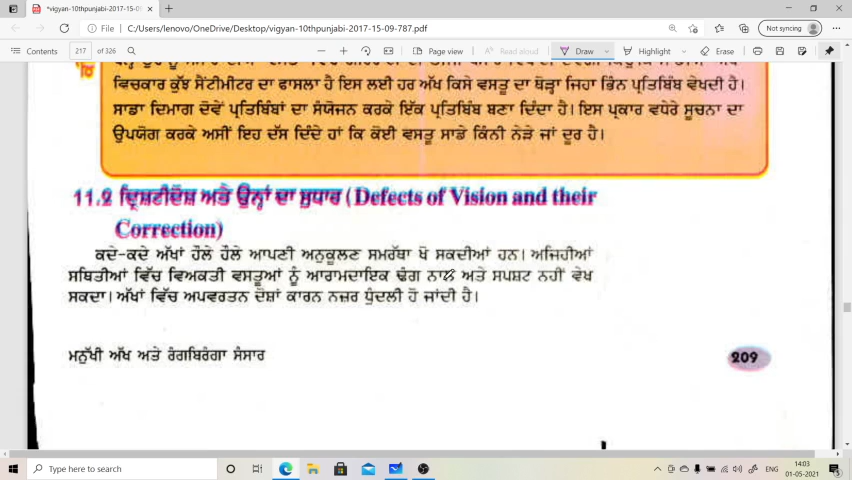 *vigyan-10thpunjabi-2017-15-09
File | C:/Users/lenovo/OneDrive/Desktop/vigyan-10thpunjabi-2017-15-09-787.pdf
Not syncing
Contents 217 of 326 Page view Read aloud Draw Highlight Erase
ਵਿਚਕਾਰ ਕੁੱਝ ਸੈਂਟੀਮੀਟਰ ਦਾ ਫਾਸਲਾ ਹੈ ਇਸ ਲਈ ਹਰ ਅੱਖ ਕਿਸੇ ਵਸਤੂ ਦਾ ਥੋੜ੍ਹਾ ਜਿਹਾ ਭਿੰਨ ਪ੍ਰਤਿਬਿੰਬ ਵੇਖਦੀ ਹੈ।
ਸਾਡਾ ਦਿਮਾਗ ਦੋਵੇਂ ਪ੍ਰਤਿਬਿੰਬਾਂ ਦਾ ਸੰਯੋਜਨ ਕਰਕੇ ਇੱਕ ਪ੍ਰਤਿਬਿੰਬ ਬਣਾ ਦਿੰਦਾ ਹੈ। ਇਸ ਪ੍ਰਕਾਰ ਵਧੇਰੇ ਸੂਚਨਾ ਦਾ
ਉਪਯੋਗ ਕਰਕੇ ਅਸੀਂ ਇਹ ਦੱਸ ਦਿੰਦੇ ਹਾਂ ਕਿ ਕੋਈ ਵਸਤੂ ਸਾਡੇ ਕਿੰਨੀ ਨੇੜੇ ਜਾਂ ਦੂਰ ਹੈ।
11.2 ਦ੍ਰਿਸ਼ਟੀਦੋਸ਼ ਅਤੇ ਉਨ੍ਹਾਂ ਦਾ ਸੁਧਾਰ (Defects of Vision and their
Correction)
ਕਦੇ-ਕਦੇ ਅੱਖਾਂ ਹੌਲੇ ਹੌਲੇ ਆਪਣੀ ਅਨੁਕੂਲਣ ਸਮਰੱਥਾ ਖੋ ਸਕਦੀਆਂ ਹਨ। ਅਜਿਹੀਆਂ
ਸਥਿਤੀਆਂ ਵਿੱਚ ਵਿਅਕਤੀ ਵਸਤੂਆਂ ਨੂੰ ਆਰਾਮਦਾਇਕ ਢੰਗ ਨਾਲ ਅਤੇ ਸਪਸ਼ਟ ਨਹੀਂ ਵੇਖ
ਸਕਦਾ। ਅੱਖਾਂ ਵਿੱਚ ਅਪਵਰਤਨ ਦੋਸ਼ਾਂ ਕਾਰਨ ਨਜ਼ਰ ਧੁੰਦਲੀ ਹੋ ਜਾਂਦੀ ਹੈ।
ਮਨੁੱਖੀ ਅੱਖ ਅਤੇ ਰੰਗਬਿਰੰਗਾ ਸੰਸਾਰ 209
Type here to search
ENG 14:03
01-05-2021